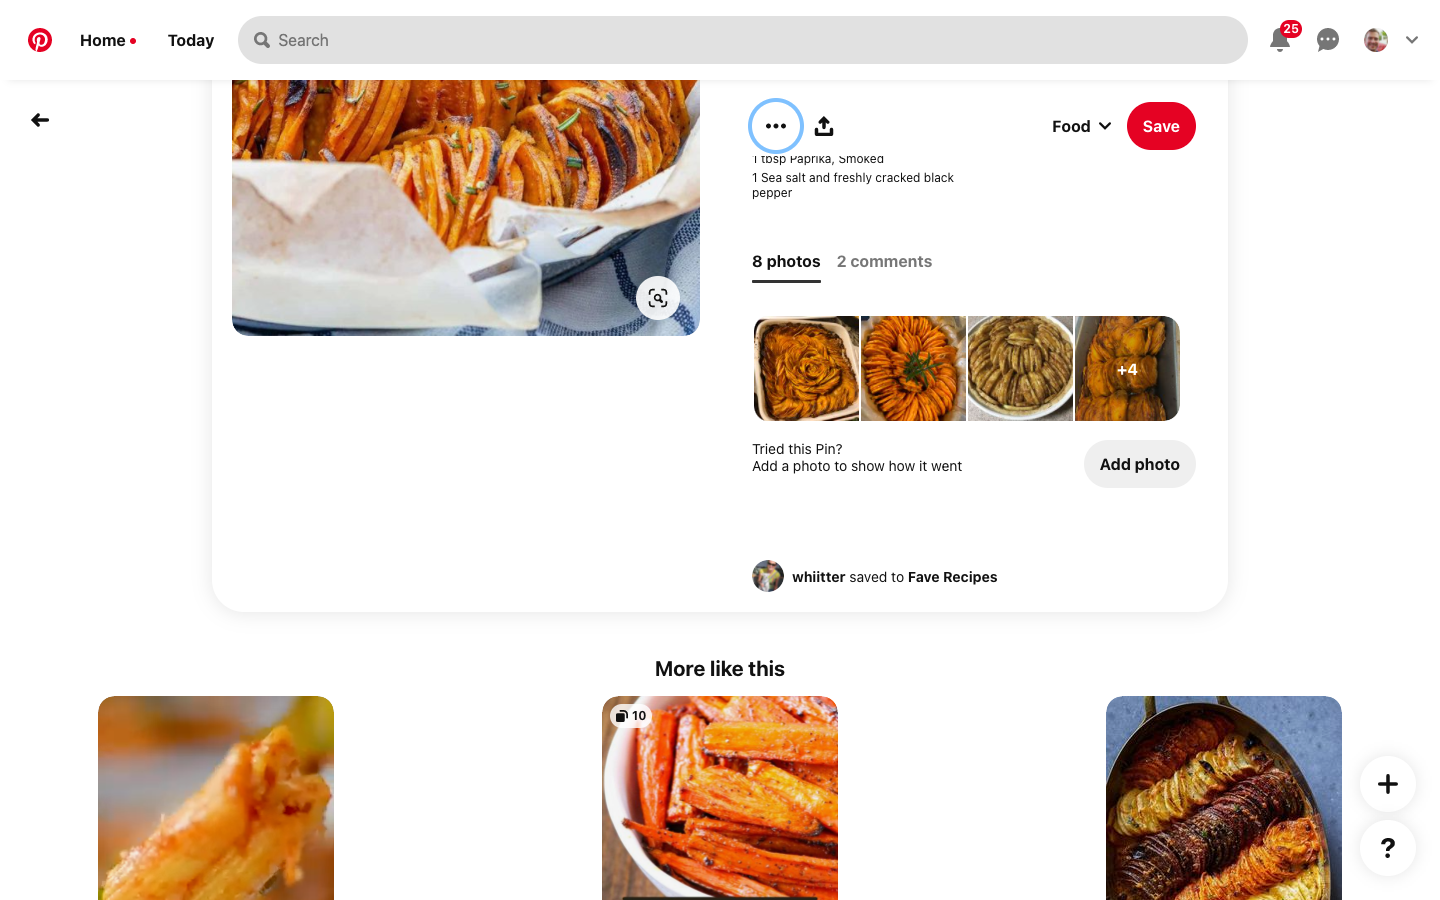 Home
Today
Search
25
Food
Save
1 tbsp Paprika, Smoked
1 Sea salt and freshly cracked black
pepper
8 photos
2 comments
+4
Tried this Pin?
Add a photo to show how it went
Add photo
whiitter saved to Fave Recipes
More like this
10
?